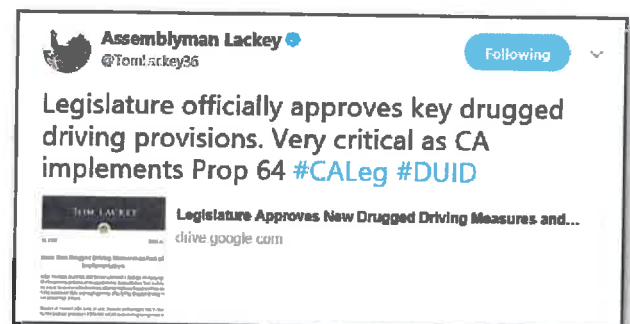 Assemblyman Lackey
@TomLackey36
Following
Legislature officially approves key drugged
driving provisions. Very critical as CA
implements Prop 64 #CALeg #DUID
TOM LACKEY
Legislature Approves New Drugged Driving Measures and...
drive.google.com